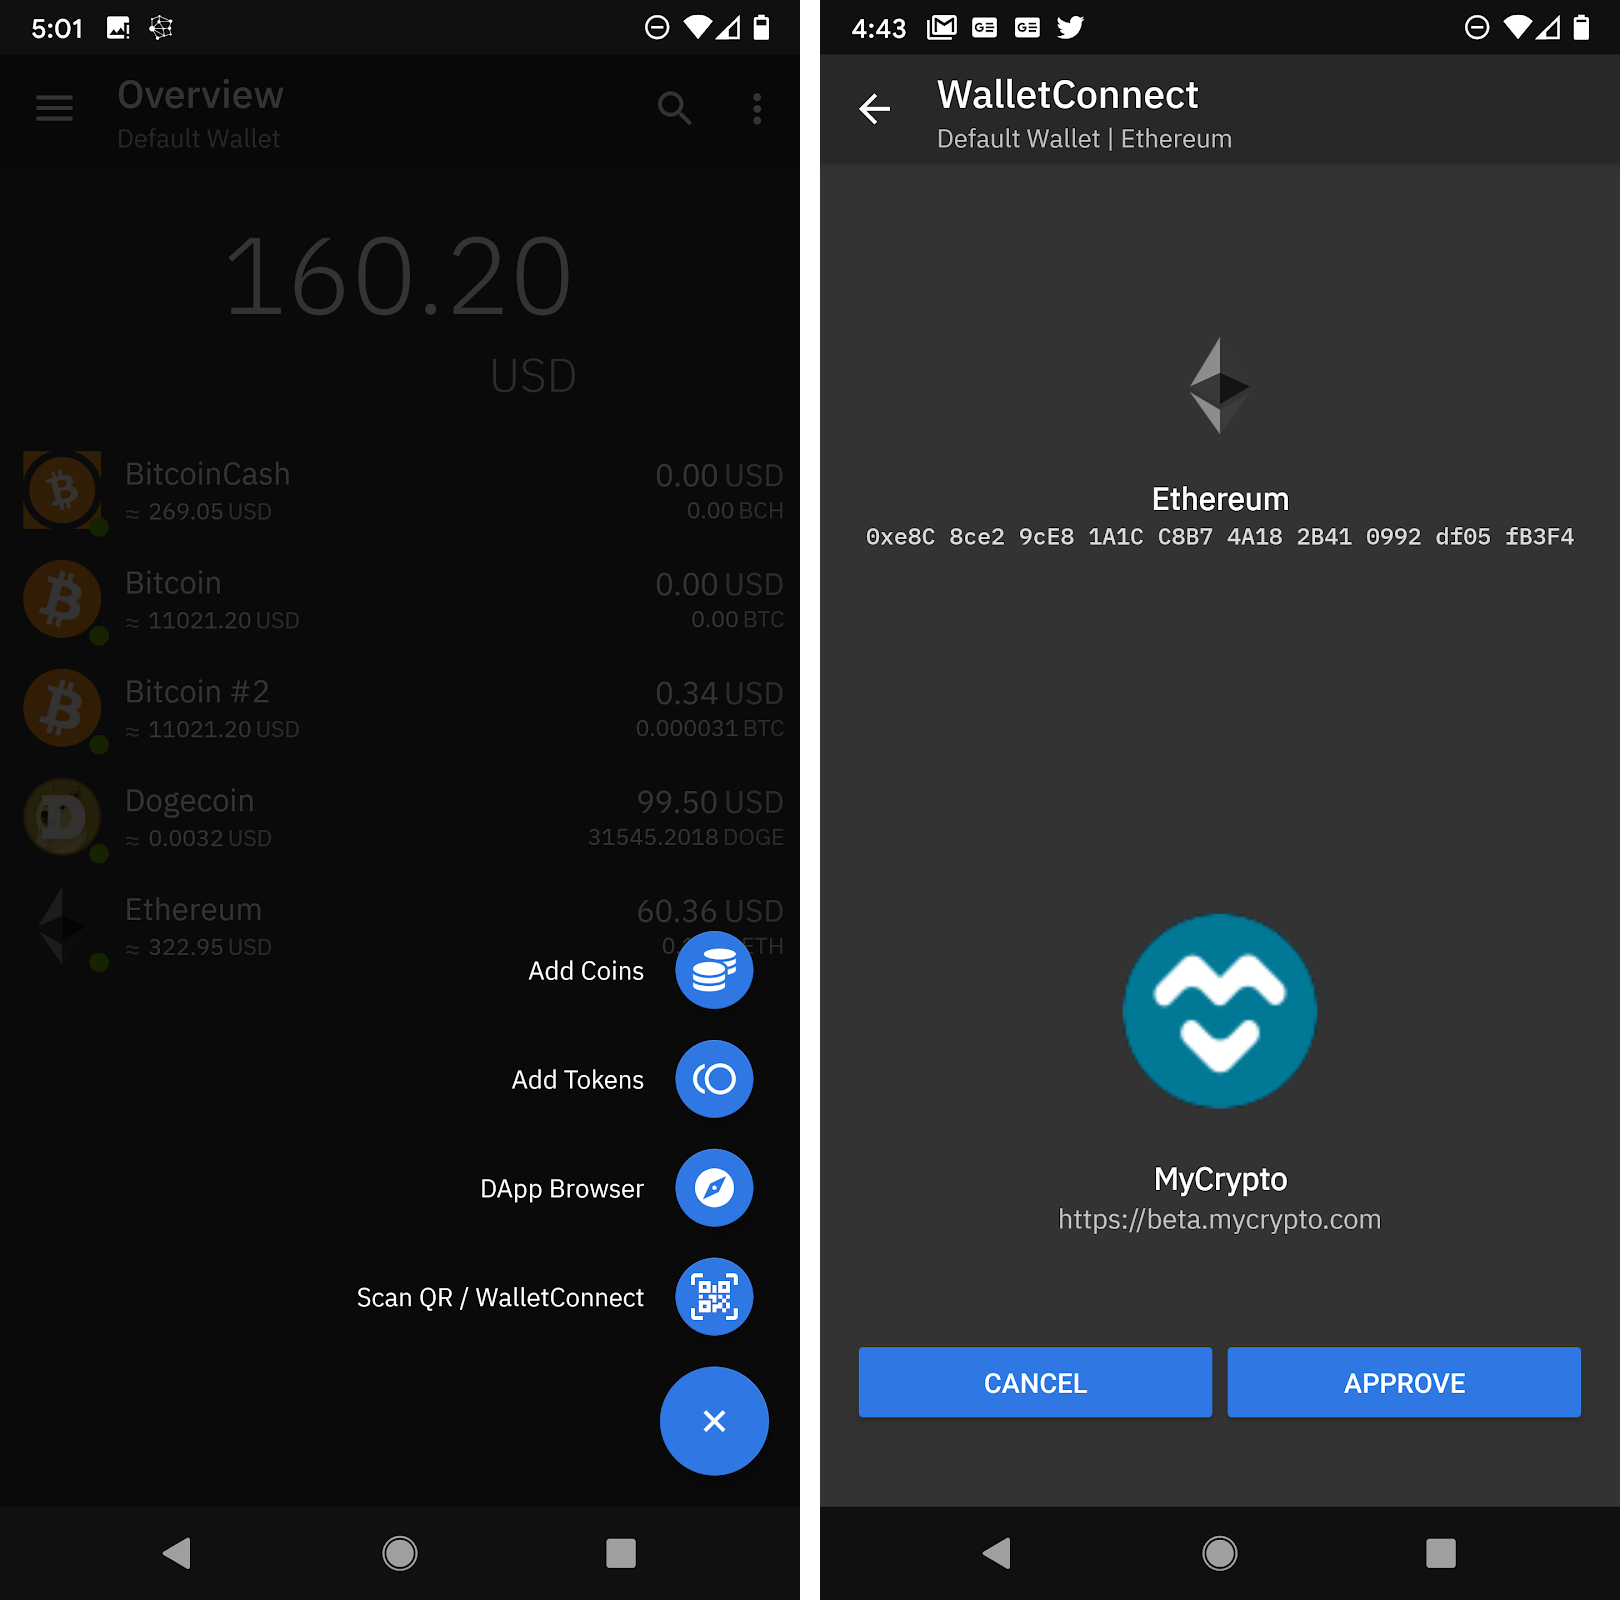 5:01
Overview
Default Wallet
160.20
USD
BitcoinCash
0.00 USD
≈ 269.05 USD
0.00 BCH
Bitcoin
0.00 USD
≈ 11021.20 USD
0.00 BTC
Bitcoin #2
0.34 USD
≈ 11021.20 USD
0.000031 BTC
Dogecoin
99.50 USD
≈ 0.0032 USD
31545.2018 DOGE
Ethereum
60.36 USD
≈ 322.95 USD
ETH
Add Coins
Add Tokens
DApp Browser
Scan QR / WalletConnect
4:43
WalletConnect
Default Wallet | Ethereum
Ethereum
0xe8C 8ce2 9cE8 1A1C C8B7 4A18 2B41 0992 df05 fB3F4
MyCrypto
https://beta.mycrypto.com
CANCEL
APPROVE